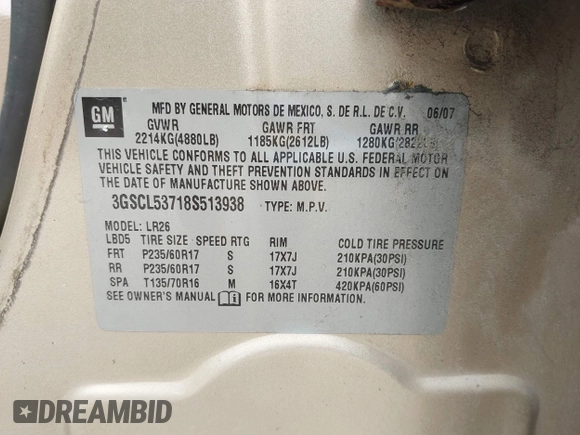 GM
MFD BY GENERAL MOTORS DE MEXICO, S. DE R.L. DE C.V. 06/07
GVWR GAWR FRT GAWR RR
2214KG(4880LB) 1185KG(2612LB) 1280KG(2822LB)
THIS VEHICLE CONFORMS TO ALL APPLICABLE U.S. FEDERAL MOTOR
VEHICLE SAFETY AND THEFT PREVENTION STANDARDS IN EFFECT ON
THE DATE OF MANUFACTURE SHOWN ABOVE.
3GSCL53718S513938 TYPE: M.P.V.
MODEL: LR26
LBD5 TIRE SIZE SPEED RTG RIM COLD TIRE PRESSURE
FRT P235/60R17 S 17X7J 210KPA(30PSI)
RR P235/60R17 S 17X7J 210KPA(30PSI)
SPA T135/70R16 M 16X4T 420KPA(60PSI)
SEE OWNER'S MANUAL i FOR MORE INFORMATION.
DREAMBID